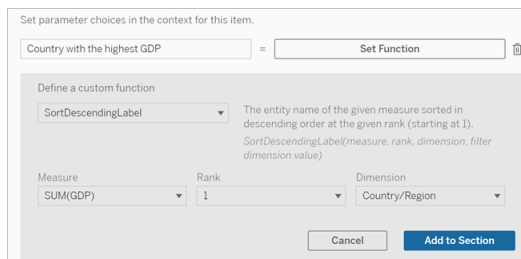 Set parameter choices in the context for this item.
Country with the highest GDP = Set Function
Define a custom function
SortDescendingLabel
The entity name of the given measure sorted in
descending order at the given rank (starting at 1).
SortDescendingLabel(measure, rank, dimension, filter
dimension value)
Measure Rank Dimension
SUM(GDP) 1 Country/Region
Cancel Add to Section